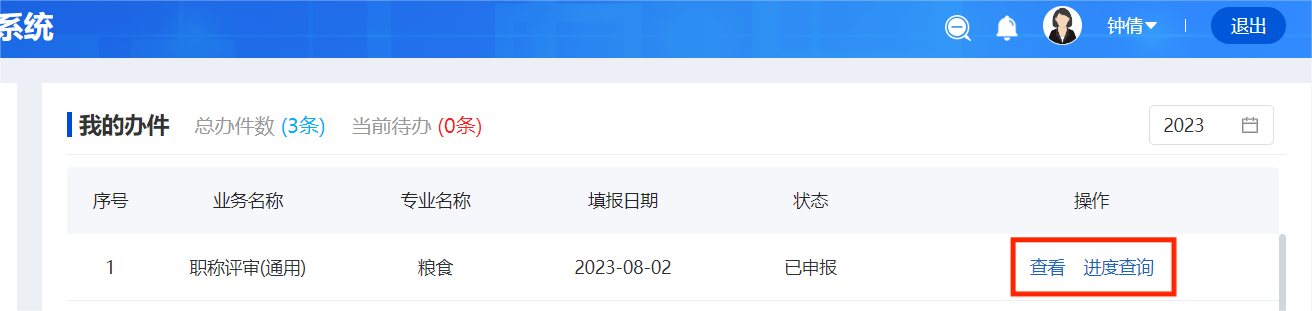 系统
钟倩
退出
我的办件 总办件数 (3条) 当前待办 (0条)
2023
序号 业务名称 专业名称 填报日期 状态 操作
1 职称评审(通用) 粮食 2023-08-02 已申报 查看 进度查询